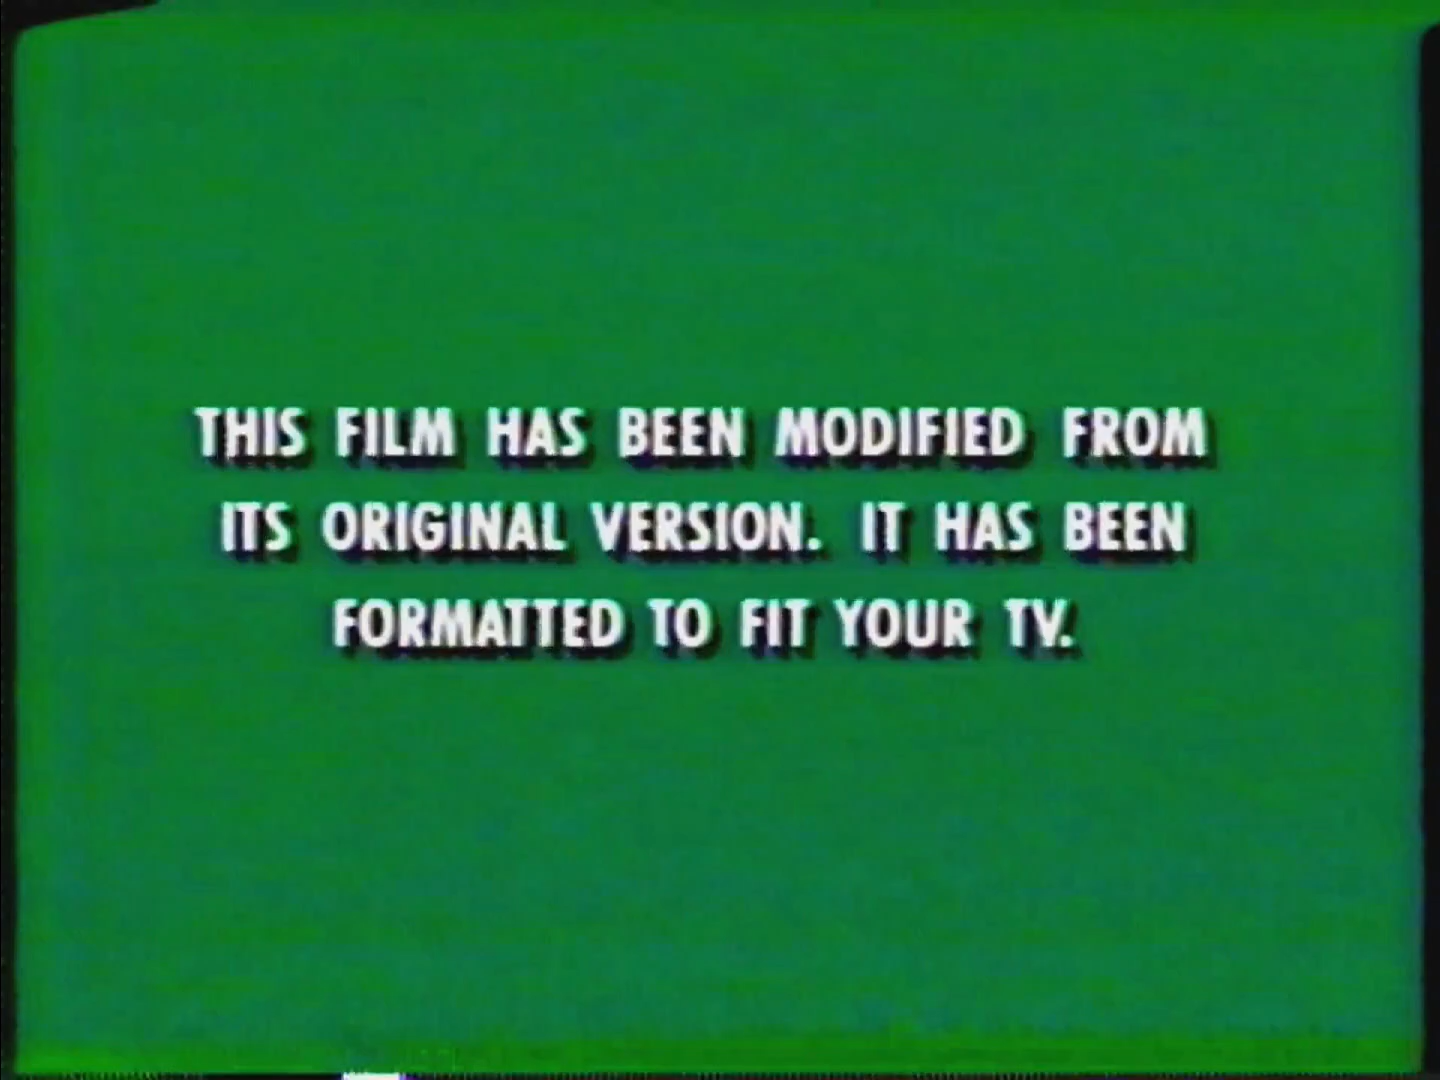 THIS FILM HAS BEEN MODIFIED FROM
ITS ORIGINAL VERSION. IT HAS BEEN
FORMATTED TO FIT YOUR TV.